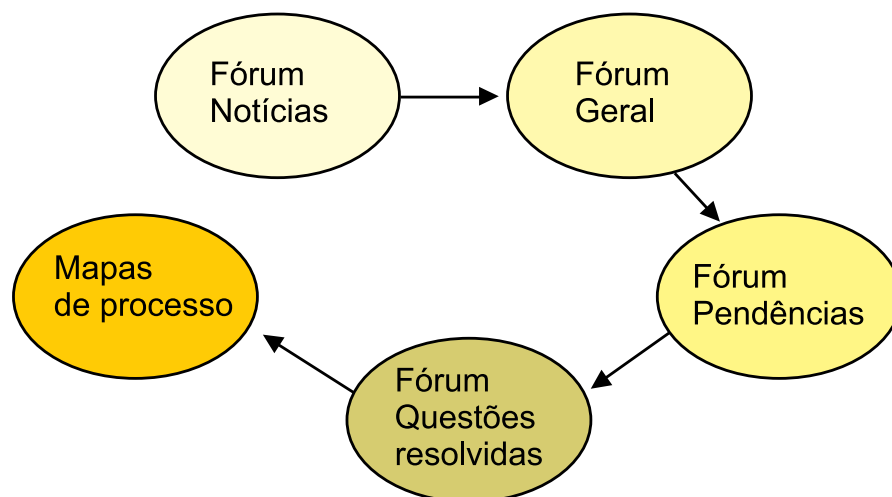 Fórum
Notícias
Fórum
Geral
Fórum
Pendências
Fórum
Questões
resolvidas
Mapas
de processo